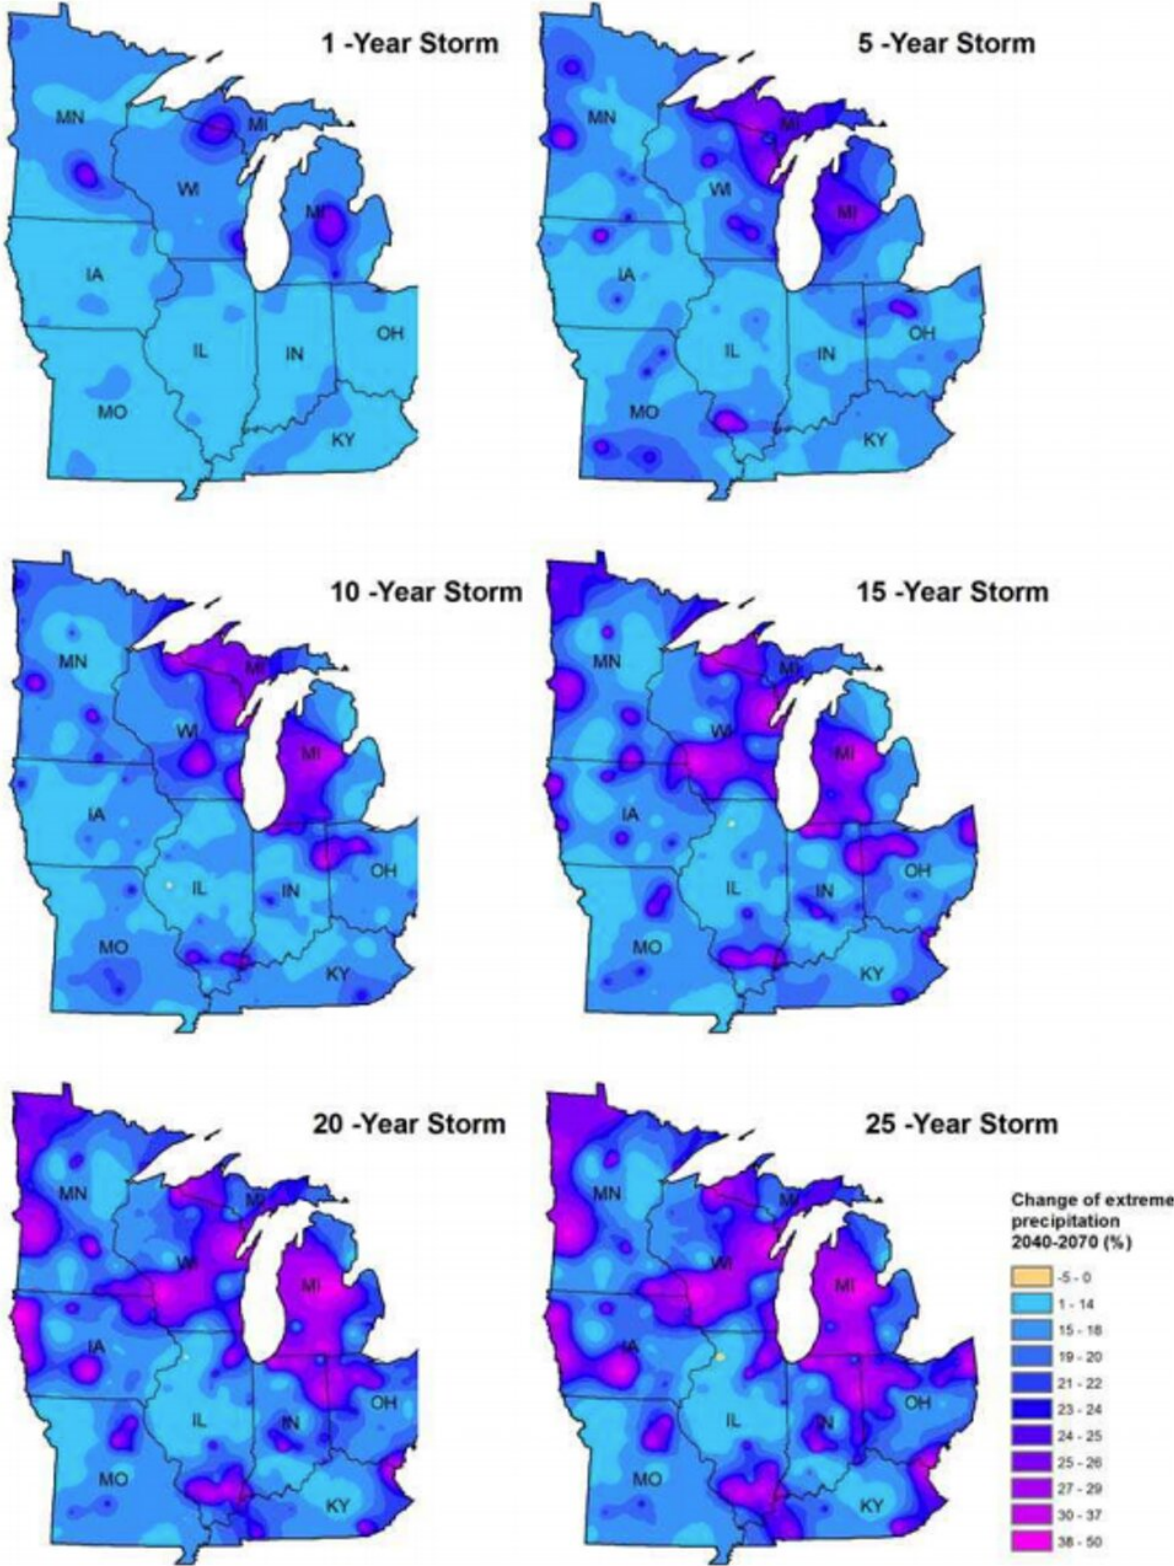 1 -Year Storm
MN
MI
WI
MI
IA
IL
IN
OH
MO
KY
5 -Year Storm
MN
MI
WI
MI
IA
IL
IN
OH
MO
KY
10 -Year Storm
MN
MI
WI
MI
IA
IL
IN
OH
MO
KY
15 -Year Storm
MN
MI
WI
MI
IA
IL
IN
OH
MO
KY
20 -Year Storm
MN
MI
WI
MI
IA
IL
IN
OH
MO
KY
25 -Year Storm
MN
MI
WI
MI
IA
IL
IN
OH
MO
KY
Change of extreme
precipitation
2040-2070 (%)
-5 - 0
1 - 14
15 - 18
19 - 20
21 - 22
23 - 24
24 - 25
25 - 26
27 - 29
30 - 37
38 - 50